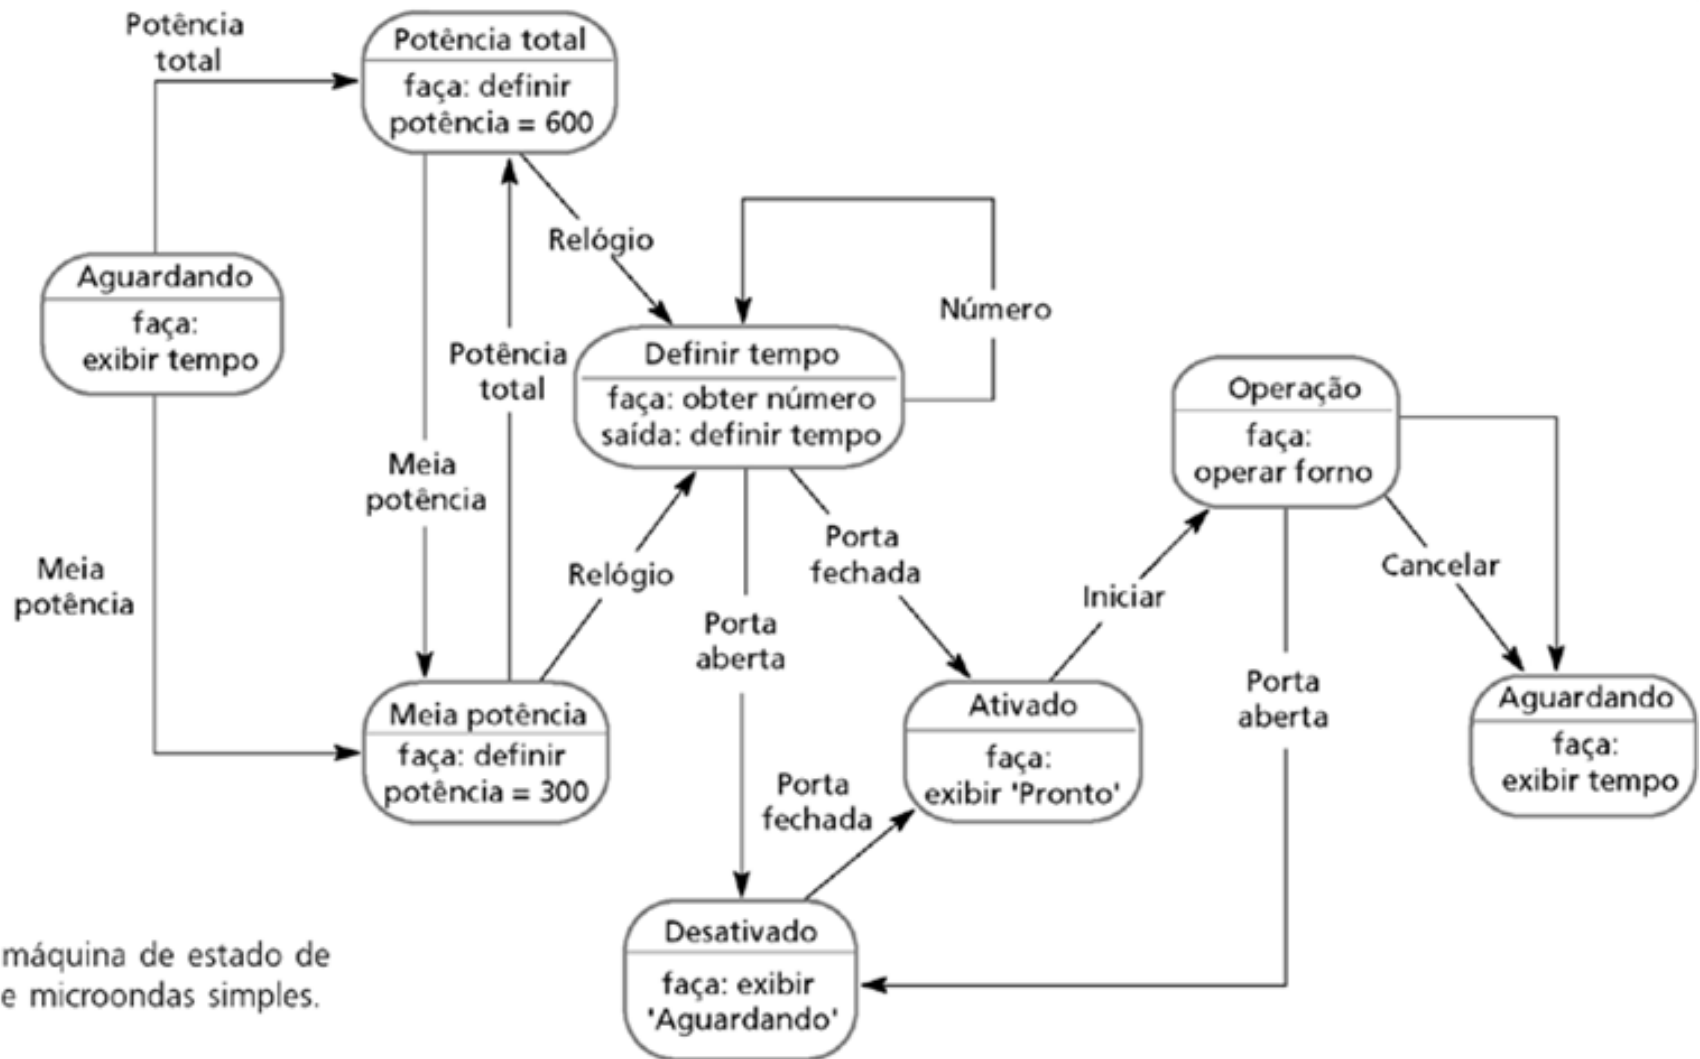 Potência
total
Potência total
faça: definir
potência = 600
Relógio
Aguardando
faça:
exibir tempo
Número
Potência
total
Definir tempo
faça: obter número
saída: definir tempo
Operação
faça:
operar forno
Meia
potência
Meia
potência
Relógio
Porta
fechada
Porta
aberta
Iniciar
Cancelar
Porta
aberta
Meia potência
faça: definir
potência = 300
Ativado
faça:
exibir 'Pronto'
Aguardando
faça:
exibir tempo
Porta
fechada
Desativado
faça: exibir
'Aguardando'
máquina de estado de
e microondas simples.